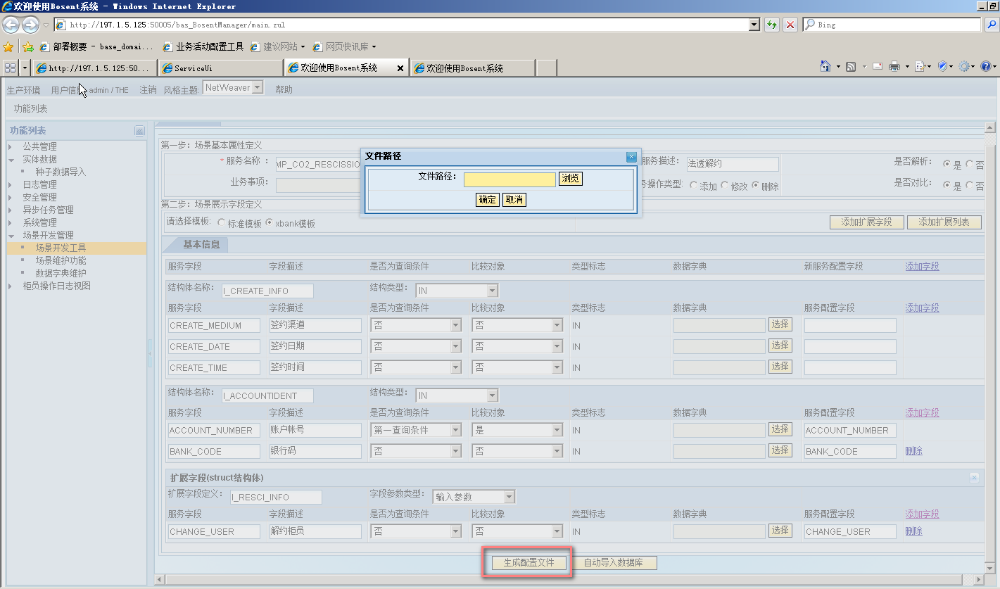 欢迎使用Bosent系统 - Windows Internet Explorer
http://197.1.5.125:50005/bas_BosentManager/main.zul
Bing
部署概要 - base_domai... 业务活动配置工具 建议网站 网页快讯库
http://197.1.5.125:50... ServiceUi 欢迎使用Bosent系统 欢迎使用Bosent系统
生产环境 admin / THE 注销 风格主题: NetWeaver 帮助
功能列表
功能列表
公共管理
实体数据
种子数据导入
日志管理
安全管理
异步任务管理
系统管理
场景开发管理
场景开发工具
场景维护功能
数据字典维护
柜员操作日志视图
第一步：场景基本属性定义
* 服务名称： MP_CO2_RESCISSIO 服务描述： 法透解约 是否解析： 是 否
业务事项： 操作类型: 添加 修改 删除 是否对比： 是 否
文件路径
文件路径：
浏览
确定 取消
第二步：场景展示字段定义
请选择模板: 标准模板 xbank模板 添加扩展字段 添加扩展列表
基本信息
服务字段 字段描述 是否为查询条件 比较对象 类型标志 数据字典 新服务配置字段 添加字段
结构体名称： I_CREATE_INFO 结构类型： IN
服务字段 字段描述 是否为查询条件 比较对象 类型标志 数据字典 服务配置字段 添加字段
CREATE_MEDIUM 签约渠道 否 否 IN 选择
CREATE_DATE 签约日期 否 否 IN 选择
CREATE_TIME 签约时间 否 否 IN 选择
结构体名称： I_ACCOUNTIDENT 结构类型： IN
服务字段 字段描述 是否为查询条件 比较对象 类型标志 数据字典 服务配置字段 添加字段
ACCOUNT_NUMBER 账户帐号 第一查询条件 是 IN 选择 ACCOUNT_NUMBER
BANK_CODE 银行码 否 否 IN 选择 BANK_CODE 删除
扩展字段(struct结构体)
扩展字段定义： I_RESCI_INFO 字段参数类型： 输入参数
服务字段 字段描述 是否为查询条件 比较对象 类型标志 数据字典 服务配置字段 添加字段
CHANGE_USER 解约柜员 否 否 IN 选择 CHANGE_USER 删除
生成配置文件 自动导入数据库